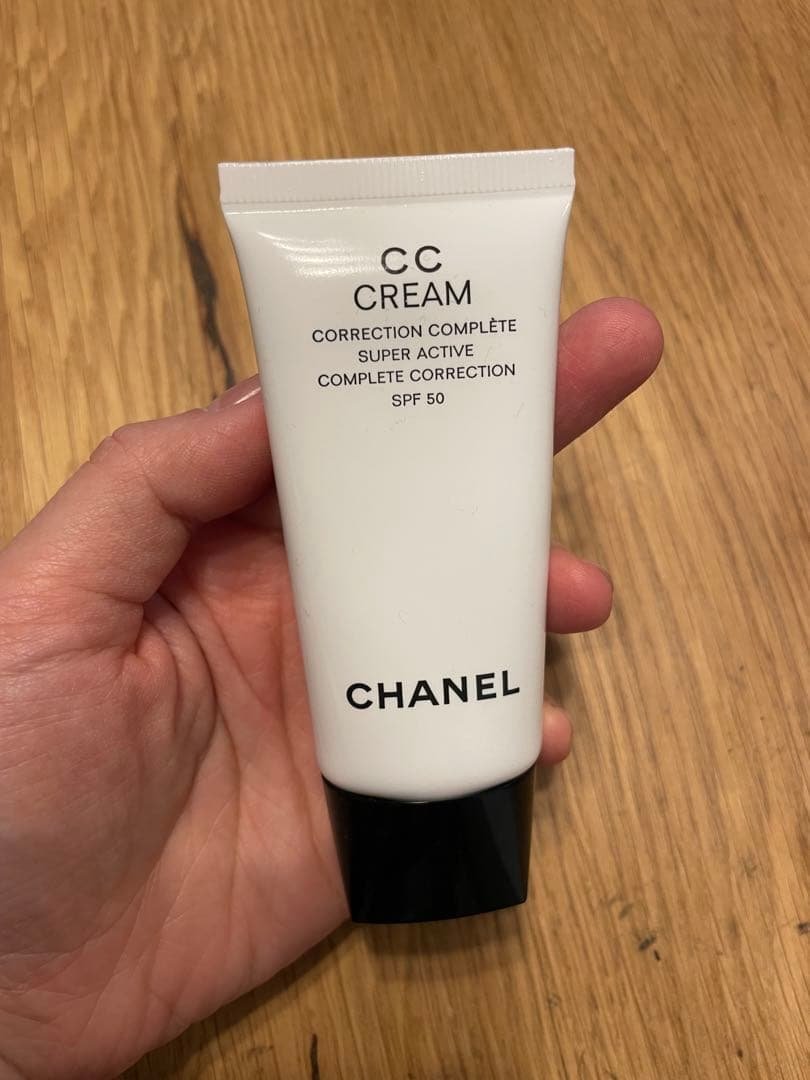 CC
CREAM
CORRECTION COMPLÈTE
SUPER ACTIVE
COMPLETE CORRECTION
SPF 50
CHANEL